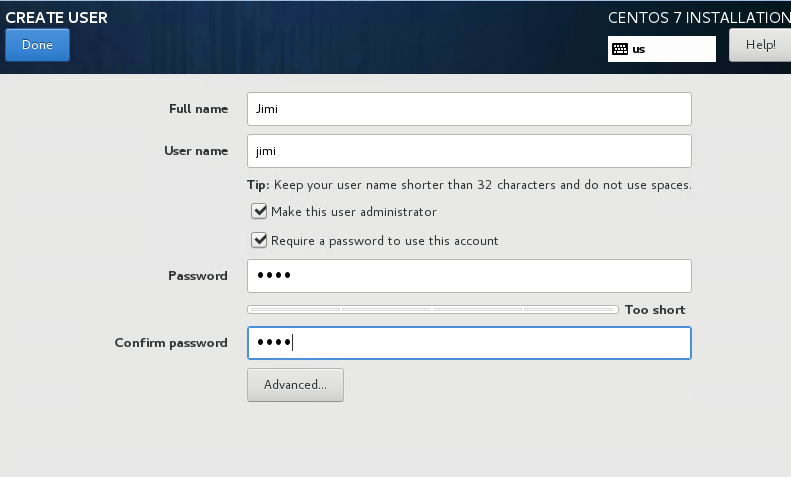 CREATE USER
CENTOS 7 INSTALLATION
Done
us
Help!
Full name
Jimi
User name
jimi
Tip: Keep your user name shorter than 32 characters and do not use spaces.
Make this user administrator
Require a password to use this account
Password
••••
Too short
Confirm password
••••
Advanced...